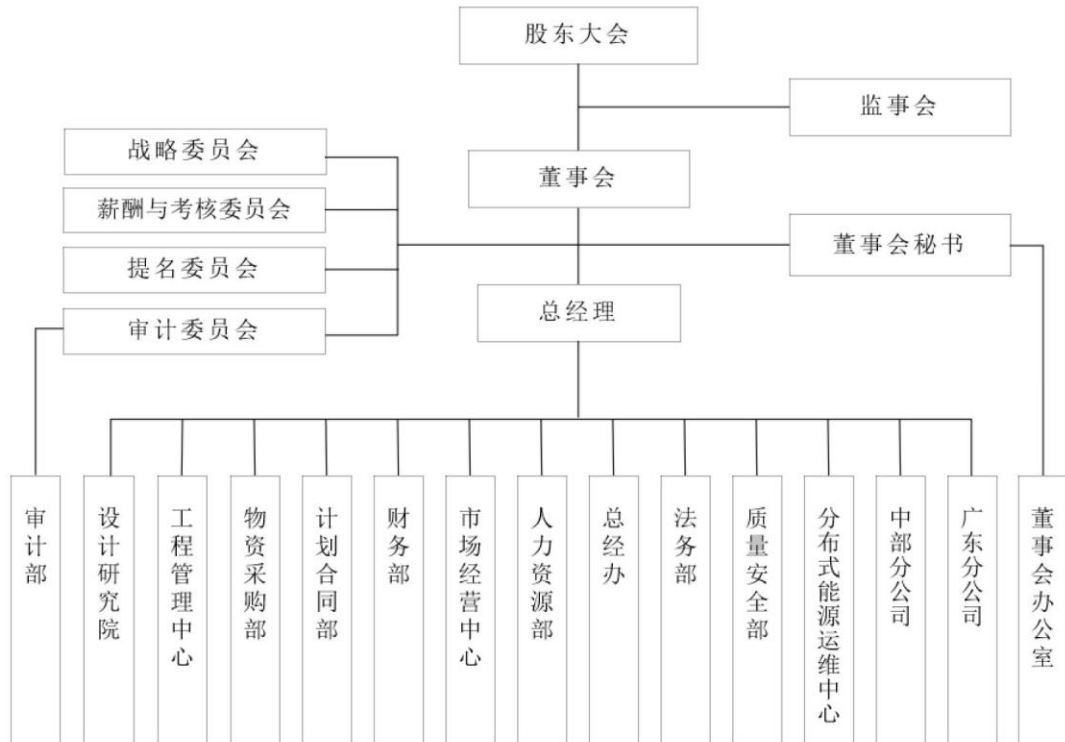 股东大会
监事会
战略委员会
董事会
薪酬与考核委员会
董事会秘书
提名委员会
总经理
审计委员会
审计部
设计研究院
工程管理中心
物资采购部
计划合同部
财务部
市场经营中心
人力资源部
总经办
法务部
质量安全部
分布式能源运维中心
中部分公司
广东分公司
董事会办公室